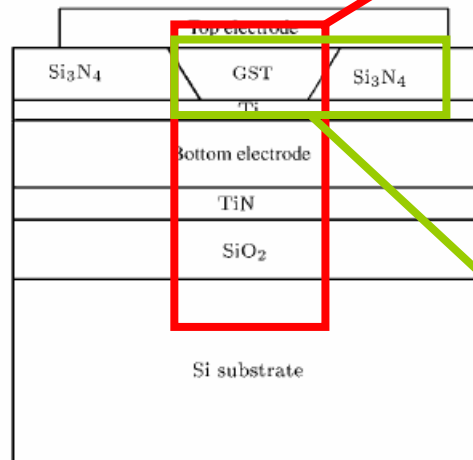 Top electrode
Si₃N₄ GST Si₃N₄
Ti
Bottom electrode
TiN
SiO₂
Si substrate